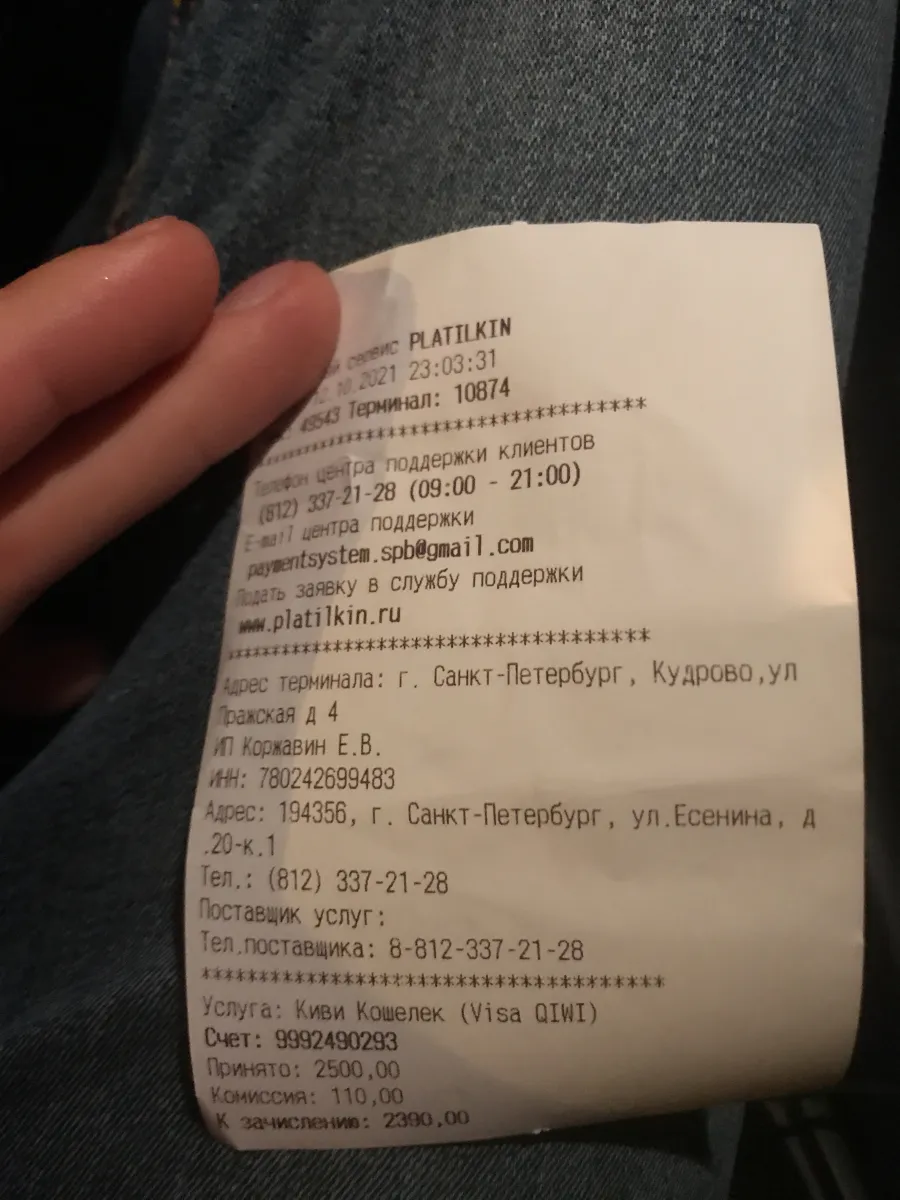 сервис PLATILKIN
.10.2021 23:03:31
49543 Терминал: 10874
**************************************
Телефон центра поддержки клиентов
(812) 337-21-28 (09:00 - 21:00)
E-mail центра поддержки
paymentsystem.spb@gmail.com
Подать заявку в службу поддержки
www.platilkin.ru
**************************************
Адрес терминала: г. Санкт-Петербург, Кудрово,ул
Пражская д 4
ИП Коржавин Е.В.
ИНН: 780242699483
Адрес: 194356, г. Санкт-Петербург, ул.Есенина, д
.20-к.1
Тел.: (812) 337-21-28
Поставщик услуг:
Тел.поставщика: 8-812-337-21-28
**************************************
Услуга: Киви Кошелек (Visa QIWI)
Счет: 9992490293
Принято: 2500,00
Комиссия: 110,00
К зачислению: 2390,00